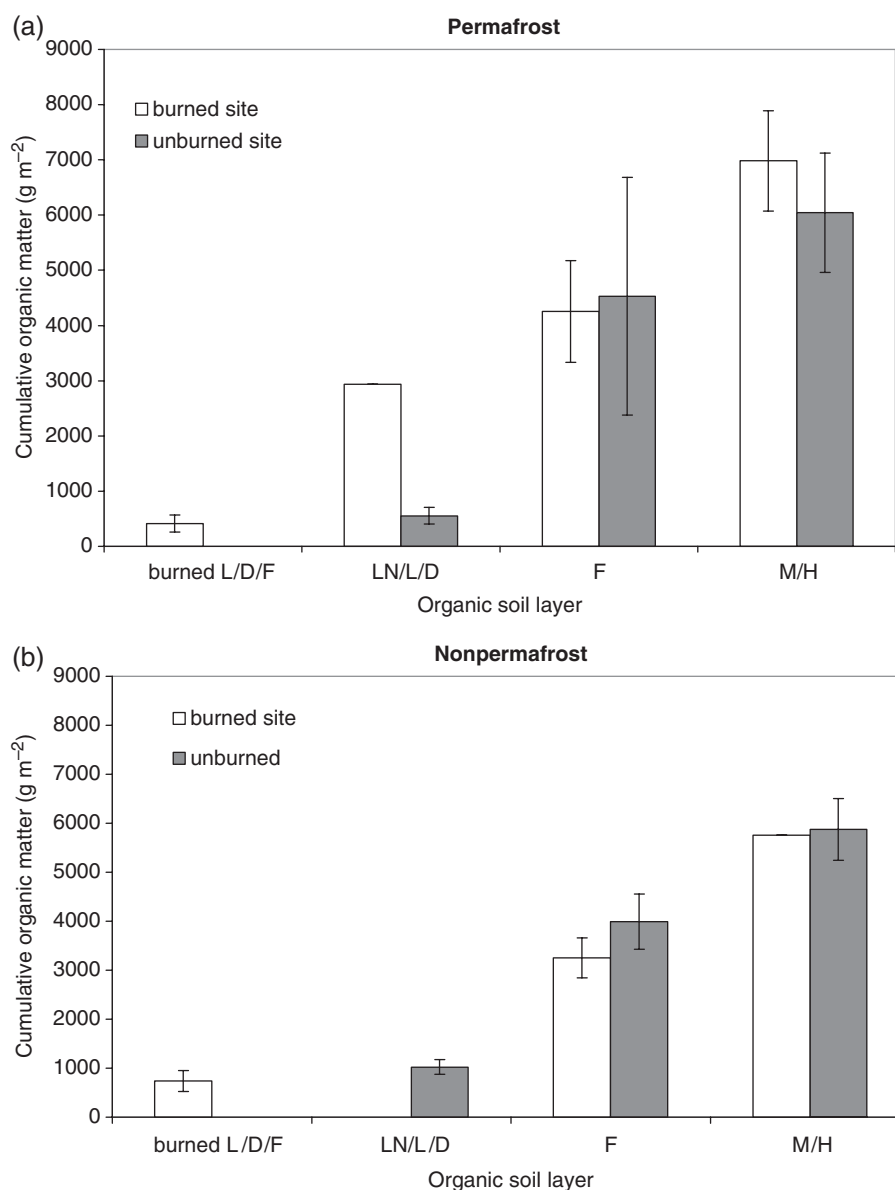 (a)
Permafrost
9000
8000
7000
6000
5000
4000
3000
2000
1000
0
Cumulative organic matter (g m⁻²)
burned site
unburned site
burned L/D/F LN/L/D F M/H
Organic soil layer
(b)
Nonpermafrost
9000
8000
7000
6000
5000
4000
3000
2000
1000
0
Cumulative organic matter (g m⁻²)
burned site
unburned
burned L/D/F LN/L/D F M/H
Organic soil layer